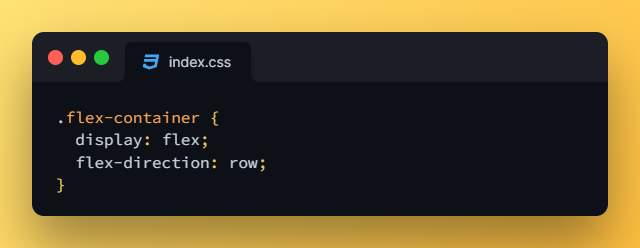 index.css
.flex-container {
  display: flex;
  flex-direction: row;
}